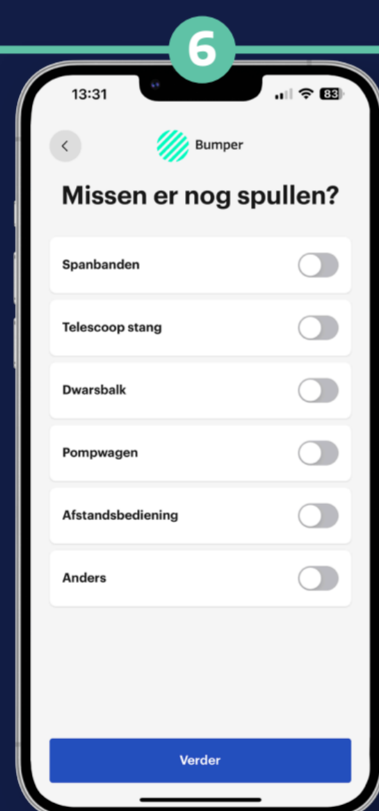 6
13:31
83
Bumper
Missen er nog spullen?
Spanbanden
Telescoop stang
Dwarsbalk
Pompwagen
Afstandsbediening
Anders
Verder